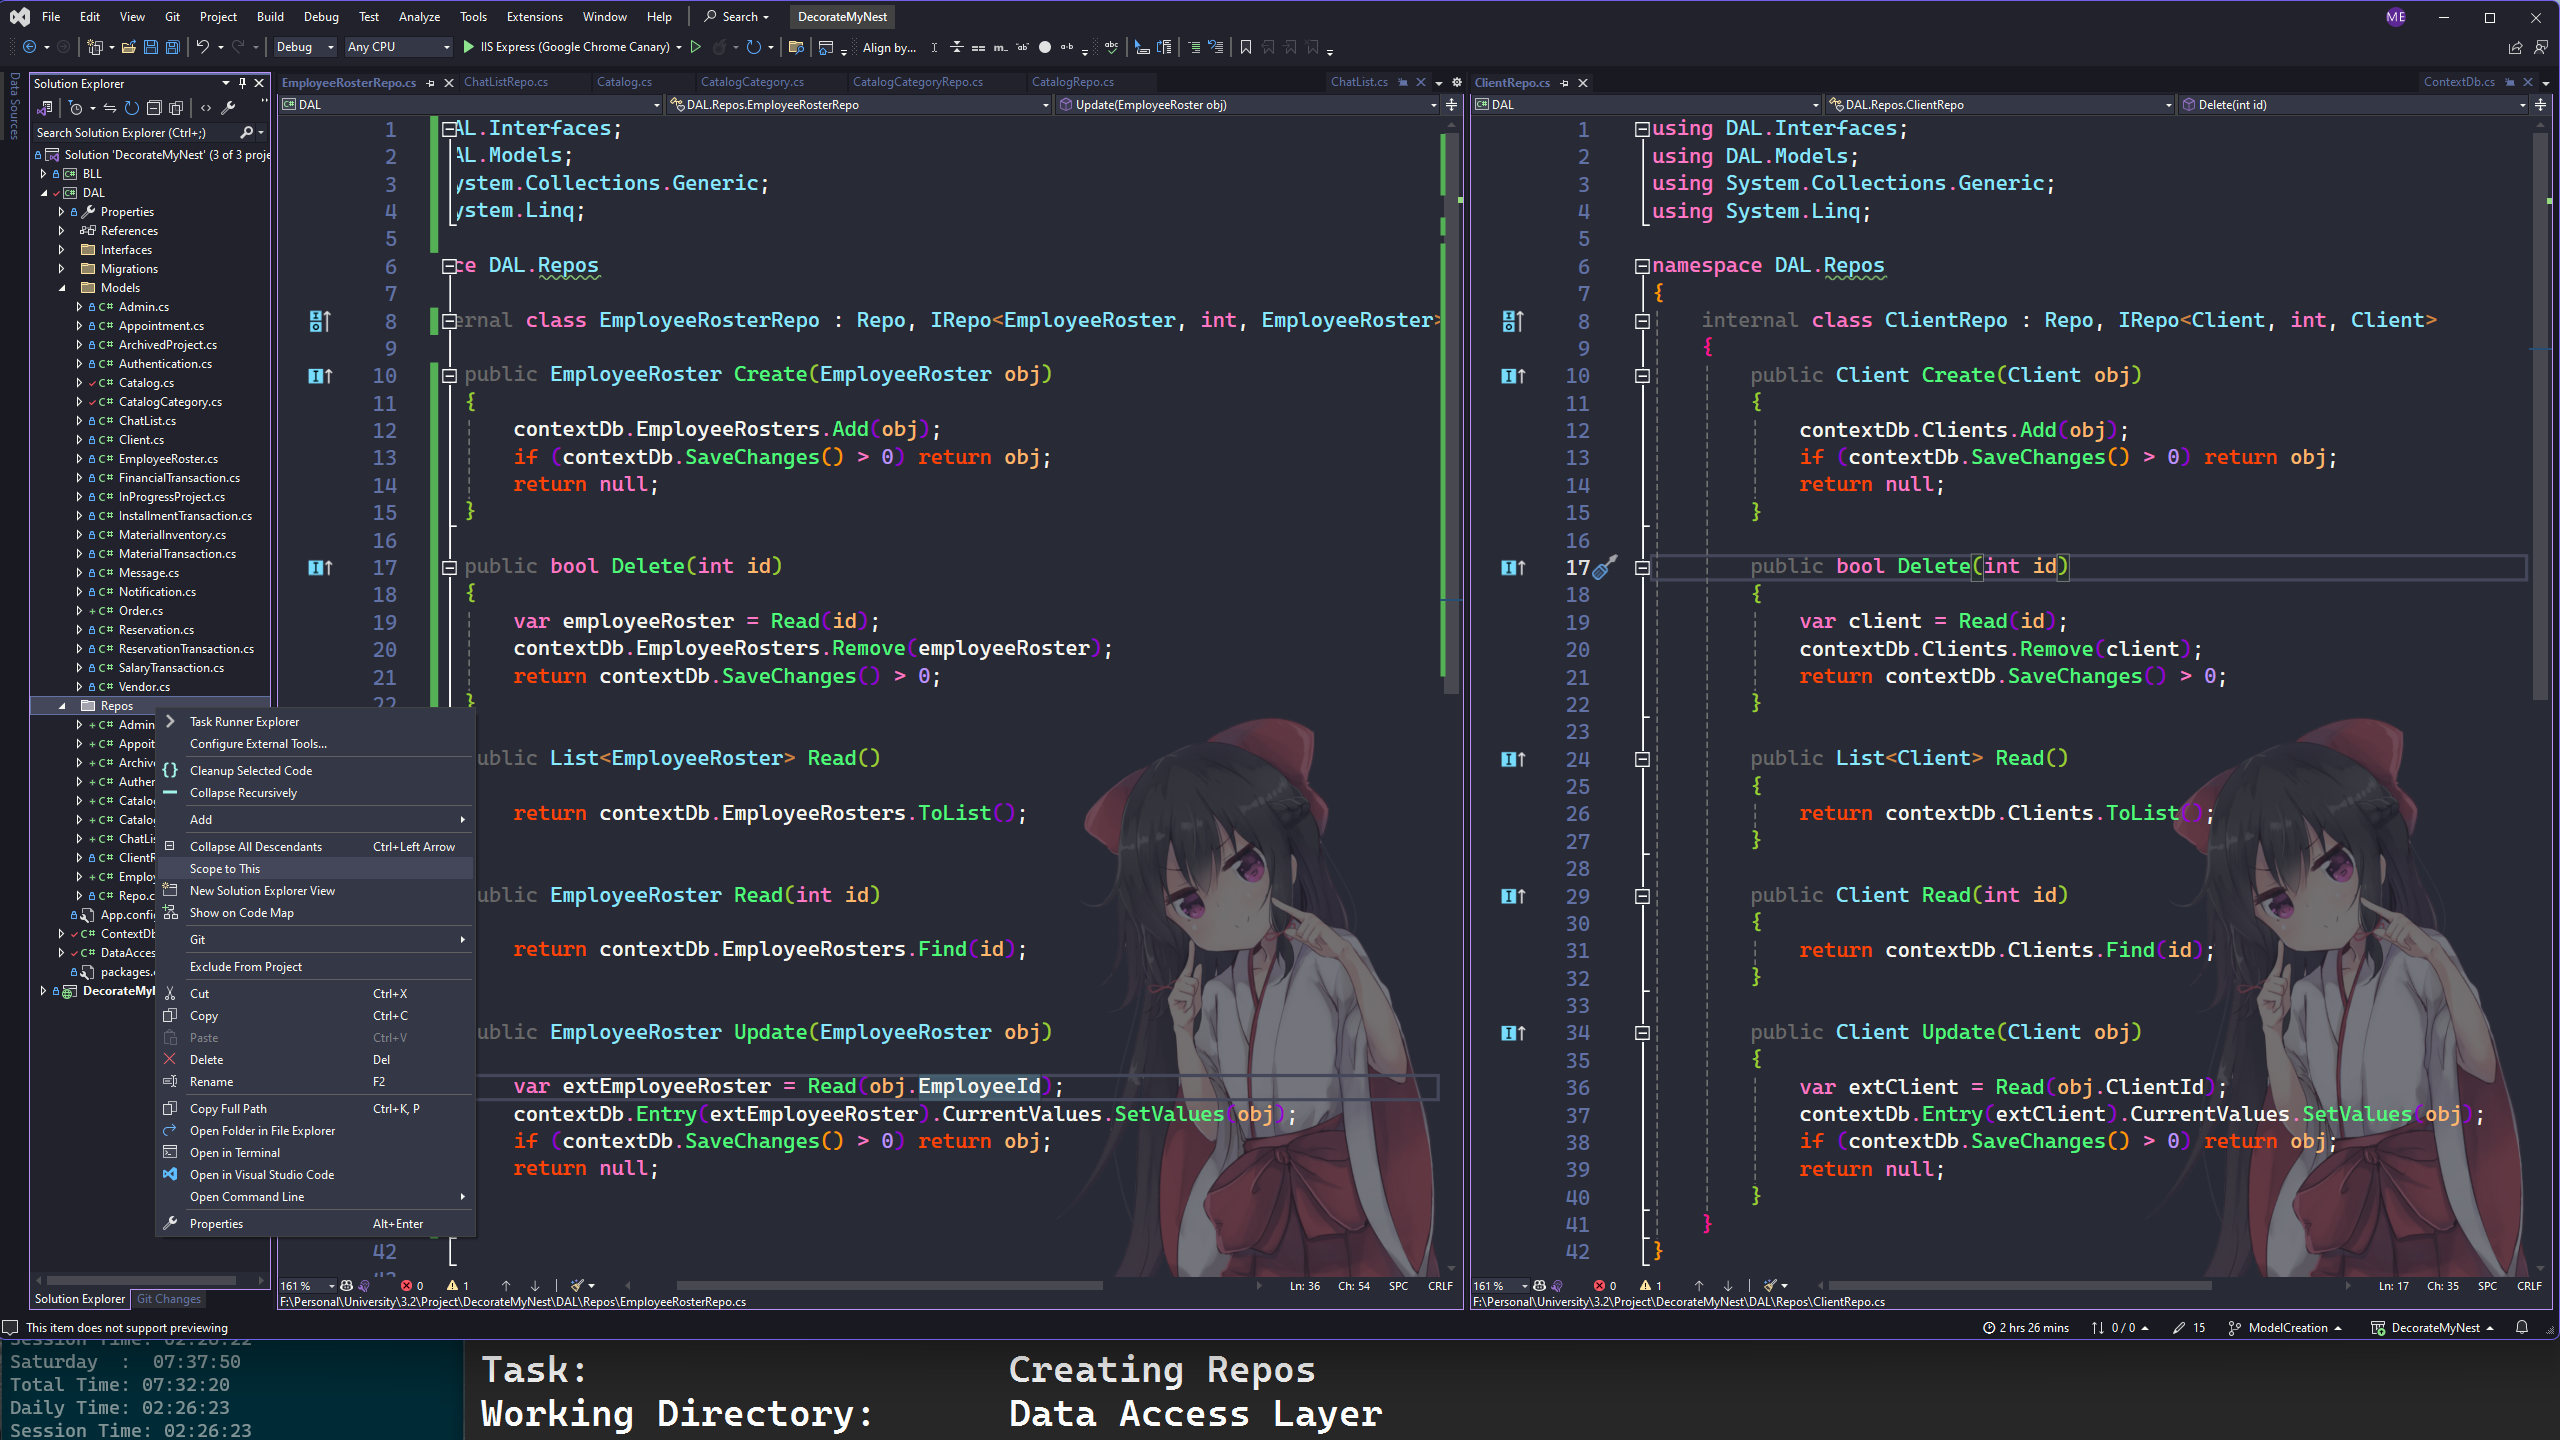 File Edit View Git Project Build Debug Test Analyze Tools Extensions Window Help Search DecorateMyNest ME
Debug Any CPU IIS Express (Google Chrome Canary) Align by...
Data Sources
Solution Explorer
Search Solution Explorer (Ctrl+;)
Solution 'DecorateMyNest' (3 of 3 proje
BLL
DAL
Properties
References
Interfaces
Migrations
Models
Admin.cs
Appointment.cs
ArchivedProject.cs
Authentication.cs
Catalog.cs
CatalogCategory.cs
ChatList.cs
Client.cs
EmployeeRoster.cs
FinancialTransaction.cs
InProgressProject.cs
InstallmentTransaction.cs
MaterialInventory.cs
MaterialTransaction.cs
Message.cs
Notification.cs
Order.cs
Reservation.cs
ReservationTransaction.cs
SalaryTransaction.cs
Vendor.cs
Repos
Admin
Appoit
Archive
Auther
Catalog
Catalog
ChatLis
ClientR
Employ
Repo.c
App.config
ContextDb
DataAcces
packages.c
DecorateMyN
Solution Explorer Git Changes
Task Runner Explorer
Configure External Tools...
Cleanup Selected Code
Collapse Recursively
Add
Collapse All Descendants Ctrl+Left Arrow
Scope to This
New Solution Explorer View
Show on Code Map
Git
Exclude From Project
Cut Ctrl+X
Copy Ctrl+C
Paste Ctrl+V
Delete Del
Rename F2
Copy Full Path Ctrl+K, P
Open Folder in File Explorer
Open in Terminal
Open in Visual Studio Code
Open Command Line
Properties Alt+Enter
EmployeeRosterRepo.cs ChatListRepo.cs Catalog.cs CatalogCategory.cs CatalogCategoryRepo.cs CatalogRepo.cs ChatList.cs
DAL DAL.Repos.EmployeeRosterRepo Update(EmployeeRoster obj)
1 AL.Interfaces;
2 AL.Models;
3 ystem.Collections.Generic;
4 ystem.Linq;
5
6 ce DAL.Repos
7
8 ernal class EmployeeRosterRepo : Repo, IRepo<EmployeeRoster, int, EmployeeRoster>
9
10 public EmployeeRoster Create(EmployeeRoster obj)
11 {
12 contextDb.EmployeeRosters.Add(obj);
13 if (contextDb.SaveChanges() > 0) return obj;
14 return null;
15 }
16
17 public bool Delete(int id)
18 {
19 var employeeRoster = Read(id);
20 contextDb.EmployeeRosters.Remove(employeeRoster);
21 return contextDb.SaveChanges() > 0;
22 }
ublic List<EmployeeRoster> Read()
return contextDb.EmployeeRosters.ToList();
ublic EmployeeRoster Read(int id)
return contextDb.EmployeeRosters.Find(id);
ublic EmployeeRoster Update(EmployeeRoster obj)
var extEmployeeRoster = Read(obj.EmployeeId);
contextDb.Entry(extEmployeeRoster).CurrentValues.SetValues(obj);
if (contextDb.SaveChanges() > 0) return obj;
return null;
42
161 % 0 1 Ln: 36 Ch: 54 SPC CRLF
F:\Personal\University\3.2\Project\DecorateMyNest\DAL\Repos\EmployeeRosterRepo.cs
ClientRepo.cs ContextDb.cs
DAL DAL.Repos.ClientRepo Delete(int id)
1 using DAL.Interfaces;
2 using DAL.Models;
3 using System.Collections.Generic;
4 using System.Linq;
5
6 namespace DAL.Repos
7 {
8 internal class ClientRepo : Repo, IRepo<Client, int, Client>
9 {
10 public Client Create(Client obj)
11 {
12 contextDb.Clients.Add(obj);
13 if (contextDb.SaveChanges() > 0) return obj;
14 return null;
15 }
16
17 public bool Delete(int id)
18 {
19 var client = Read(id);
20 contextDb.Clients.Remove(client);
21 return contextDb.SaveChanges() > 0;
22 }
23
24 public List<Client> Read()
25 {
26 return contextDb.Clients.ToList();
27 }
28
29 public Client Read(int id)
30 {
31 return contextDb.Clients.Find(id);
32 }
33
34 public Client Update(Client obj)
35 {
36 var extClient = Read(obj.ClientId);
37 contextDb.Entry(extClient).CurrentValues.SetValues(obj);
38 if (contextDb.SaveChanges() > 0) return obj;
39 return null;
40 }
41 }
42 }
161 % 0 1 Ln: 17 Ch: 35 SPC CRLF
F:\Personal\University\3.2\Project\DecorateMyNest\DAL\Repos\ClientRepo.cs
This item does not support previewing 2 hrs 26 mins 0 / 0 15 ModelCreation DecorateMyNest
Session Time: 02:26:22
Saturday : 07:37:50
Total Time: 07:32:20
Daily Time: 02:26:23
Session Time: 02:26:23
Task: Creating Repos
Working Directory: Data Access Layer